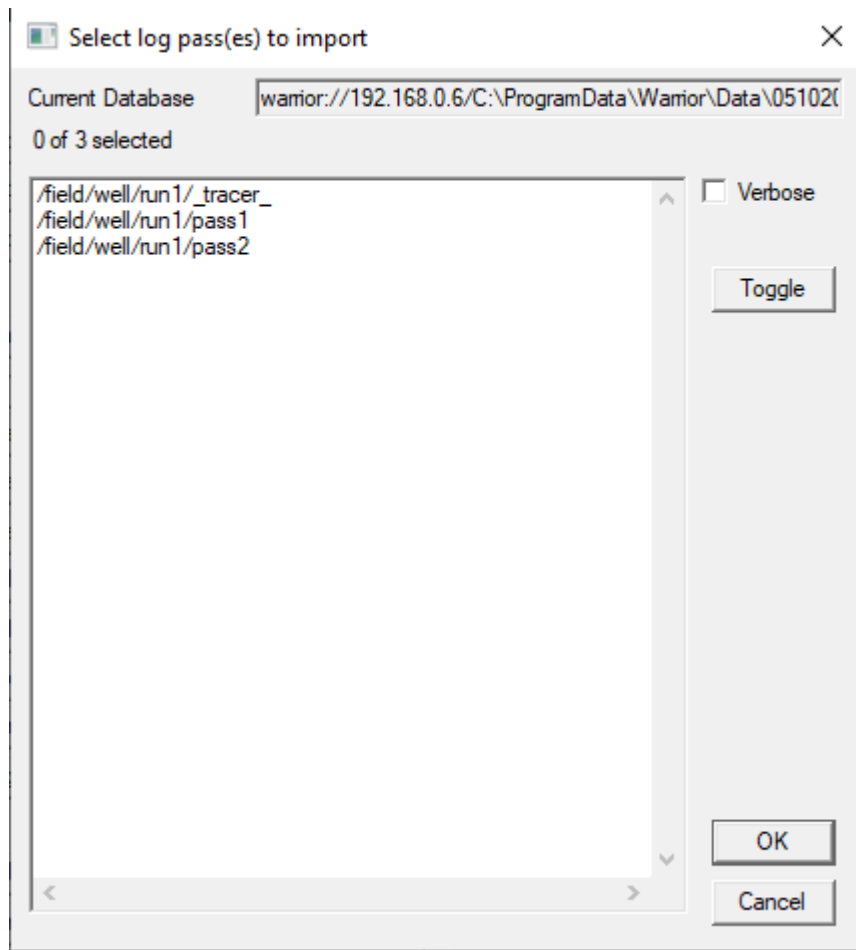 Select log pass(es) to import
Current Database
warrior://192.168.0.6/C:\ProgramData\Warrior\Data\05102(
0 of 3 selected
/field/well/run1/_tracer_
/field/well/run1/pass1
/field/well/run1/pass2
Verbose
Toggle
OK
Cancel